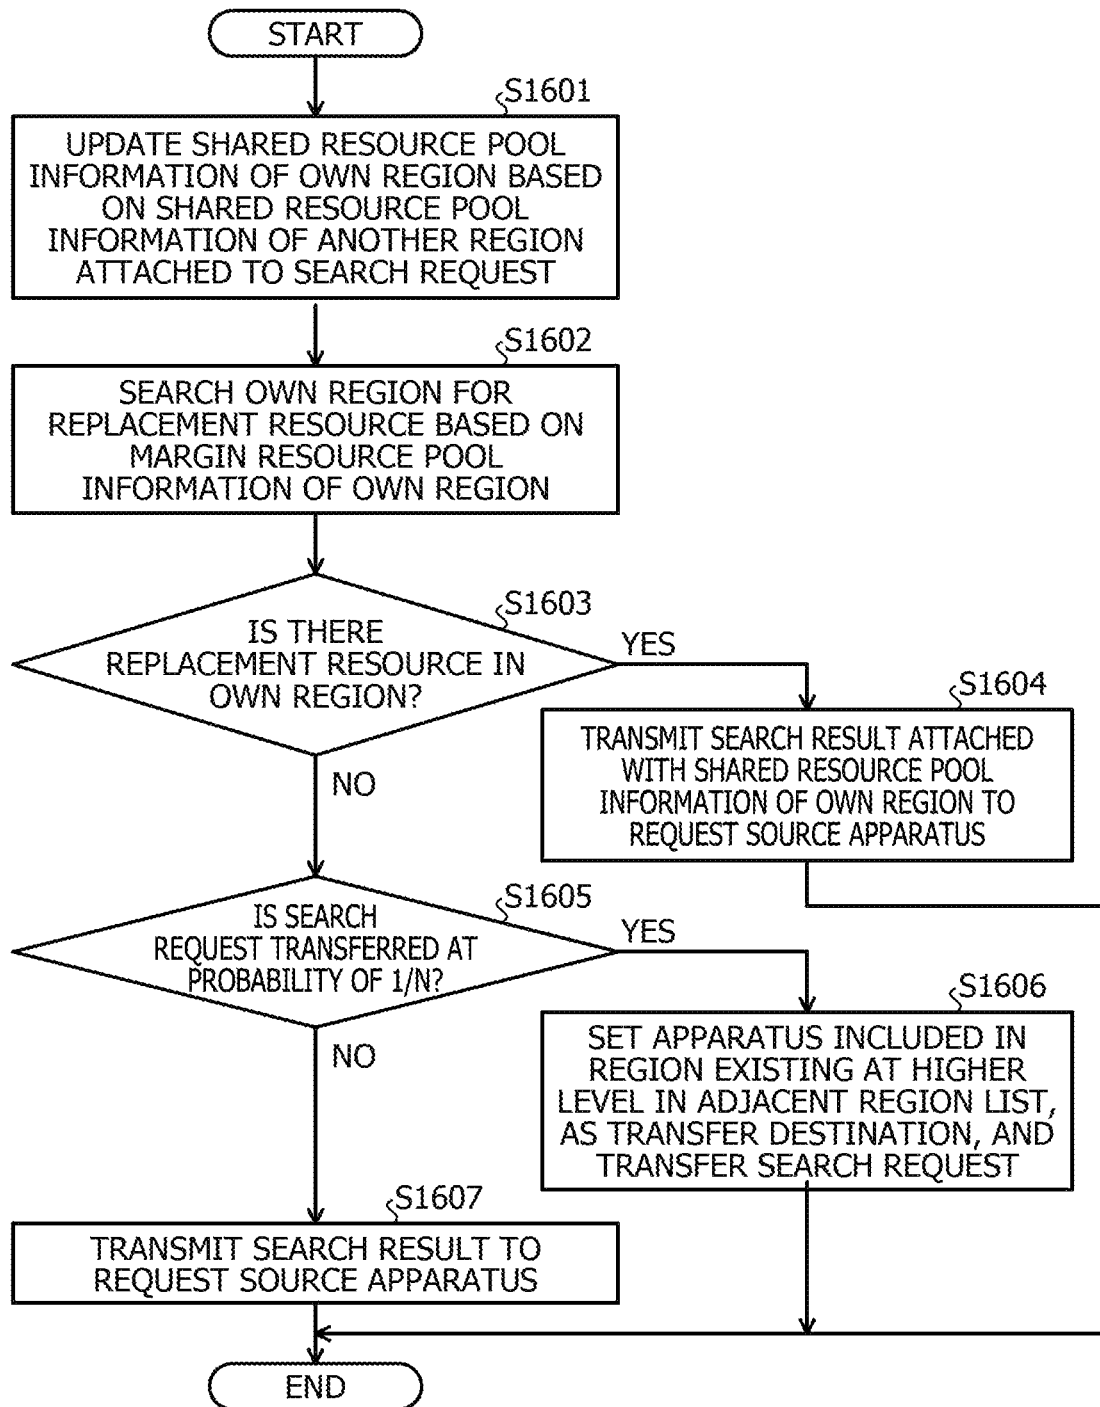 START
S1601
UPDATE SHARED RESOURCE POOL
INFORMATION OF OWN REGION BASED
ON SHARED RESOURCE POOL
INFORMATION OF ANOTHER REGION
ATTACHED TO SEARCH REQUEST
S1602
SEARCH OWN REGION FOR
REPLACEMENT RESOURCE BASED ON
MARGIN RESOURCE POOL
INFORMATION OF OWN REGION
S1603
IS THERE
REPLACEMENT RESOURCE IN
OWN REGION?
YES
NO
S1604
TRANSMIT SEARCH RESULT ATTACHED
WITH SHARED RESOURCE POOL
INFORMATION OF OWN REGION TO
REQUEST SOURCE APPARATUS
S1605
IS SEARCH
REQUEST TRANSFERRED AT
PROBABILITY OF 1/N?
YES
NO
S1606
SET APPARATUS INCLUDED IN
REGION EXISTING AT HIGHER
LEVEL IN ADJACENT REGION LIST,
AS TRANSFER DESTINATION, AND
TRANSFER SEARCH REQUEST
S1607
TRANSMIT SEARCH RESULT TO
REQUEST SOURCE APPARATUS
END